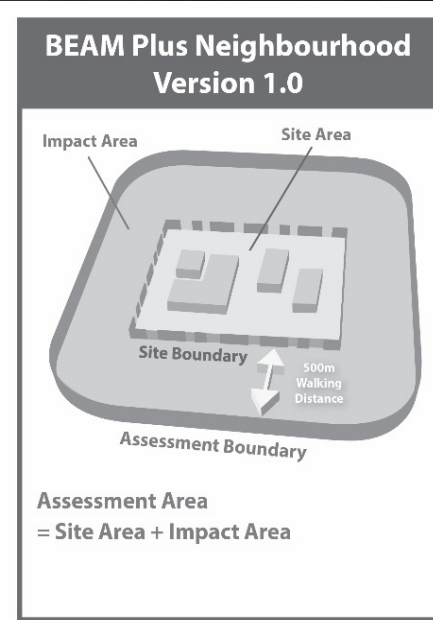 BEAM Plus Neighbourhood
Version 1.0
Impact Area
Site Area
Site Boundary
500m
Walking
Distance
Assessment Boundary
Assessment Area
= Site Area + Impact Area